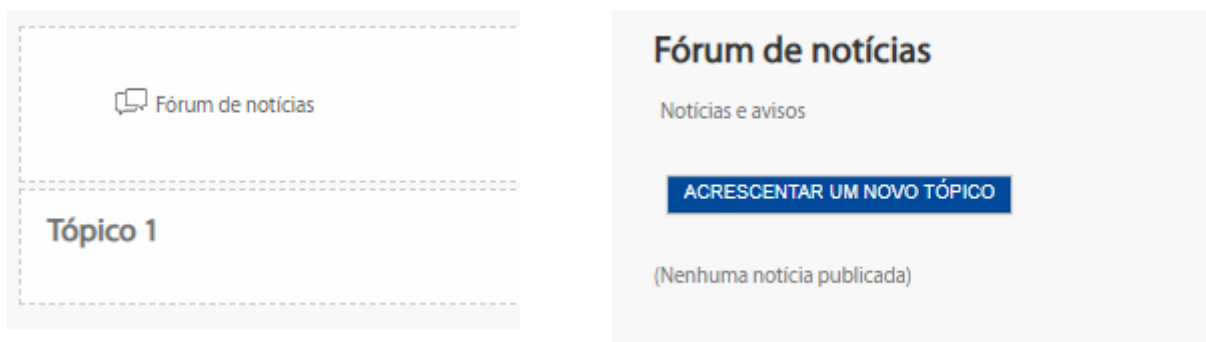 Fórum de notícias
Tópico 1
Fórum de notícias
Notícias e avisos
ACRESCENTAR UM NOVO TÓPICO
(Nenhuma notícia publicada)